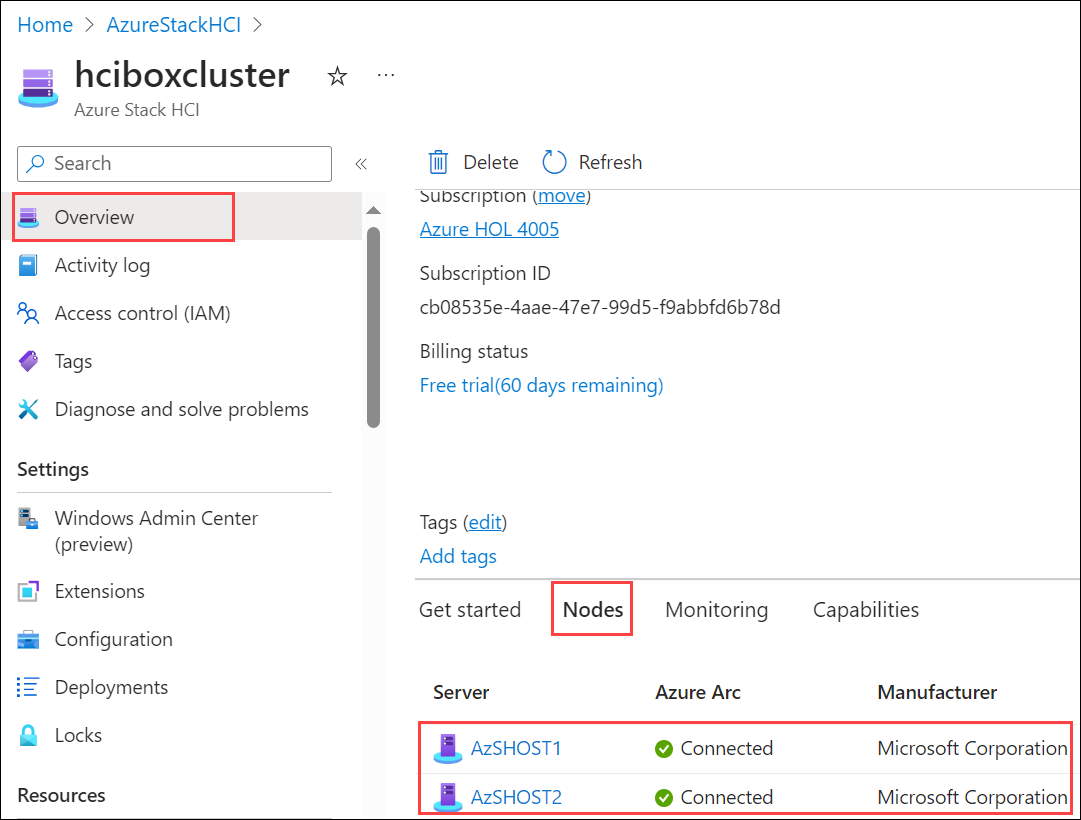 Home > AzureStackHCI >
hciboxcluster ☆ ...
Azure Stack HCI
Search «
Overview
Activity log
Access control (IAM)
Tags
Diagnose and solve problems
Settings
Windows Admin Center
(preview)
Extensions
Configuration
Deployments
Locks
Resources
Delete Refresh
Subscription (move)
Azure HOL 4005
Subscription ID
cb08535e-4aae-47e7-99d5-f9abbfd6b78d
Billing status
Free trial(60 days remaining)
Tags (edit)
Add tags
Get started Nodes Monitoring Capabilities
Server Azure Arc Manufacturer
AzSHOST1 Connected Microsoft Corporation
AzSHOST2 Connected Microsoft Corporation